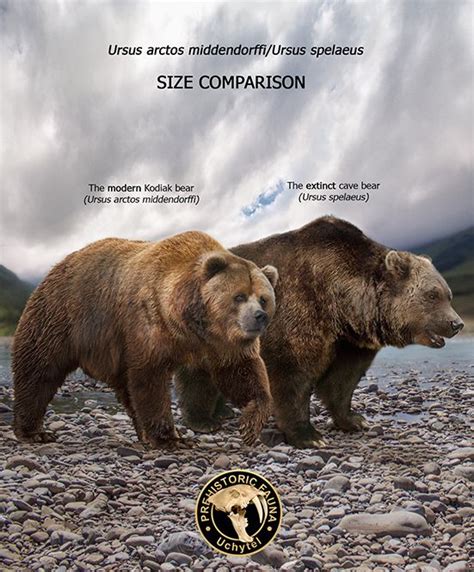 Ursus arctos middendorffi/Ursus spelaeus
SIZE COMPARISON
The modern Kodiak bear
(Ursus arctos middendorffi)
The extinct cave bear
(Ursus spelaeus)
PREHISTORIC FAUNA
Uchytel